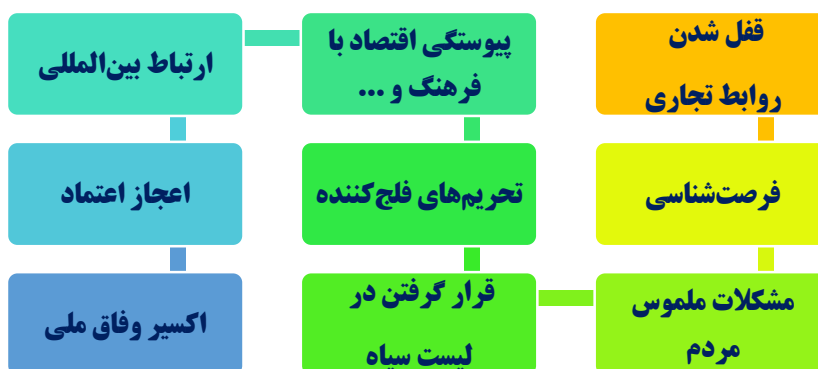 قفل شدن
روابط تجاری
فرصت‌شناسی
مشکلات ملموس
مردم
قرار گرفتن در
لیست سیاه
تحریم‌های فلج‌کننده
پیوستگی اقتصاد با
فرهنگ و ...
ارتباط بین‌المللی
اعجاز اعتماد
اکسیر وفاق ملی